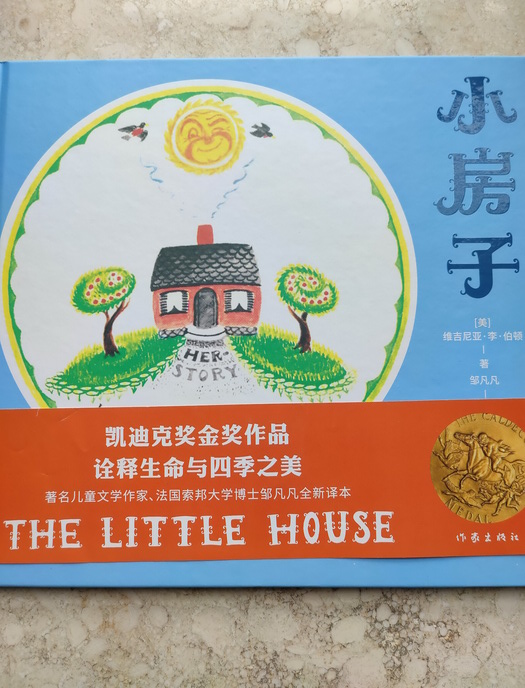 小房子
[美]
维吉尼亚·李·伯顿
著
邹凡凡
HER-
STORY
凯迪克奖金奖作品
诠释生命与四季之美
著名儿童文学作家、法国索邦大学博士邹凡凡全新译本
THE LITTLE HOUSE
THE CALDECOTT
MEDAL
作家出版社